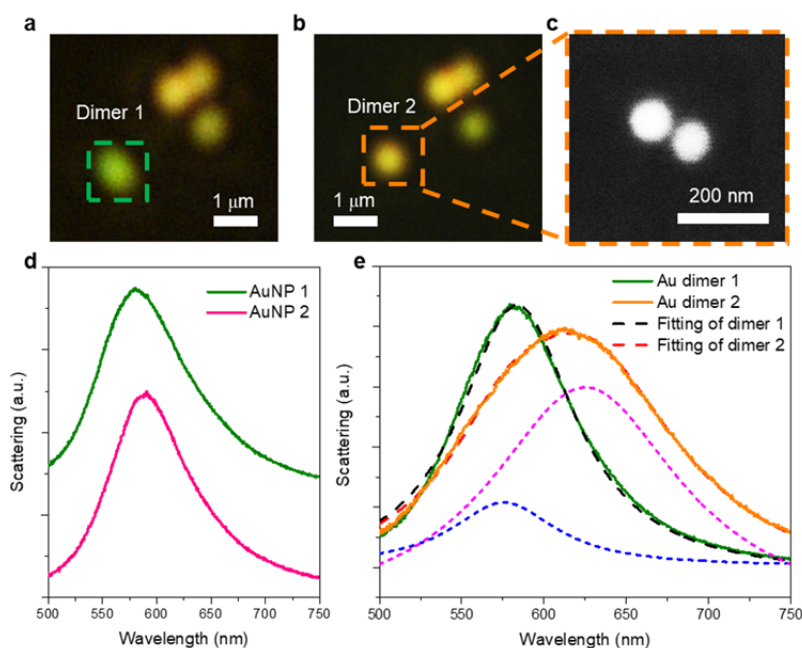 a
b
c
Dimer 1
1 μm
Dimer 2
1 μm
200 nm
d
AuNP 1
AuNP 2
Scattering (a.u.)
500 550 600 650 700 750
Wavelength (nm)
e
Au dimer 1
Au dimer 2
Fitting of dimer 1
Fitting of dimer 2
Scattering (a.u.)
500 550 600 650 700 750
Wavelength (nm)